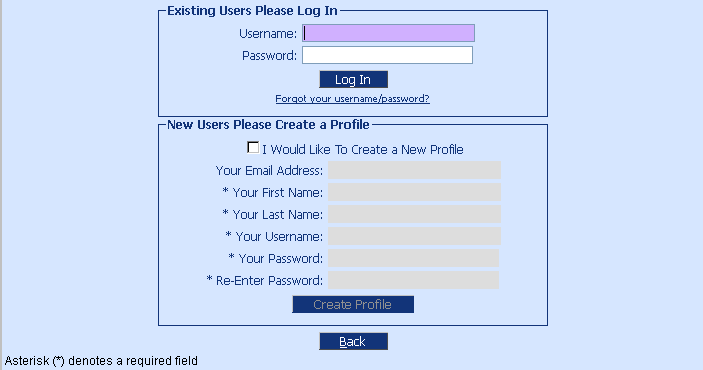 Existing Users Please Log In
Username:
Password:
Log In
Forgot your username/password?
New Users Please Create a Profile
I Would Like To Create a New Profile
Your Email Address:
* Your First Name:
* Your Last Name:
* Your Username:
* Your Password:
* Re-Enter Password:
Create Profile
Back
Asterisk (*) denotes a required field